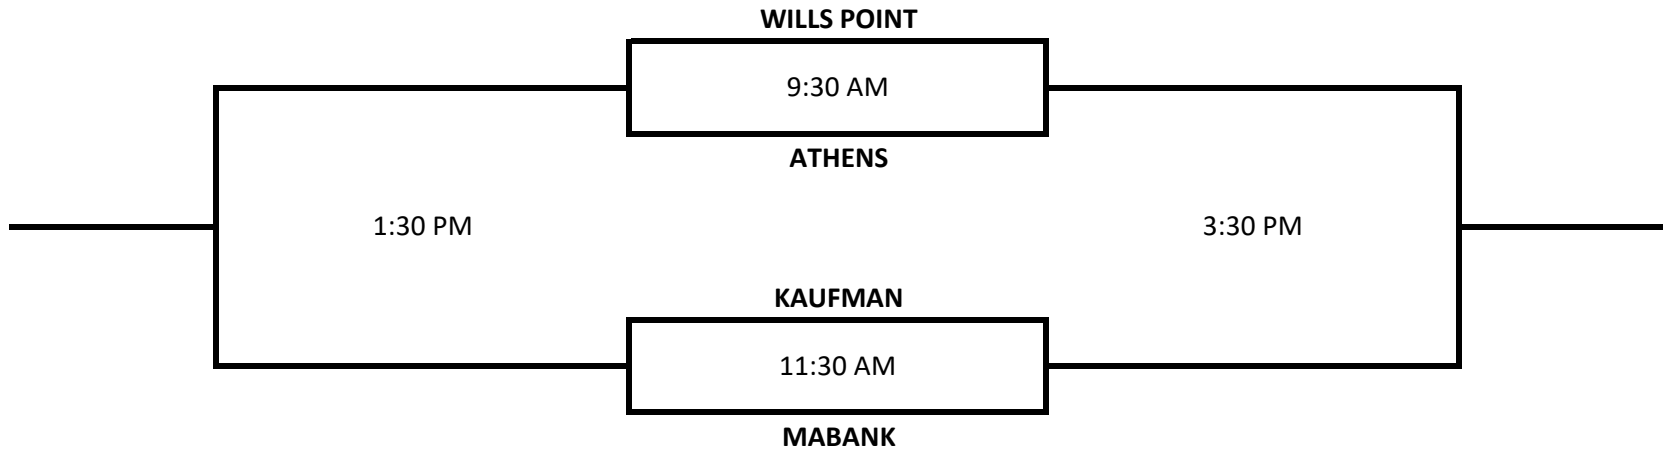 WILLS POINT
9:30 AM
ATHENS
1:30 PM
3:30 PM
KAUFMAN
11:30 AM
MABANK